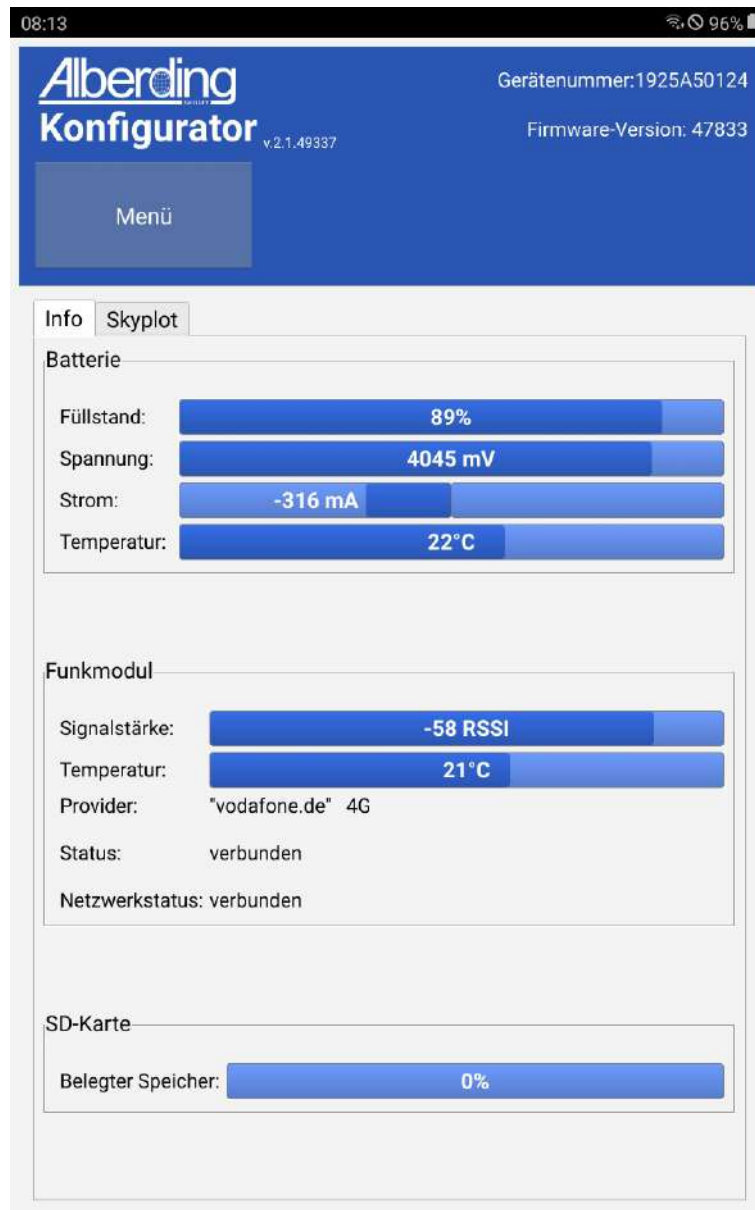 08:13 96%
Alberding
Gerätenummer:1925A50124
Konfigurator v.2.1.49337
Firmware-Version: 47833
Menü
Info Skyplot
Batterie
Füllstand: 89%
Spannung: 4045 mV
Strom: -316 mA
Temperatur: 22°C
Funkmodul
Signalstärke: -58 RSSI
Temperatur: 21°C
Provider: "vodafone.de" 4G
Status: verbunden
Netzwerkstatus: verbunden
SD-Karte
Belegter Speicher: 0%